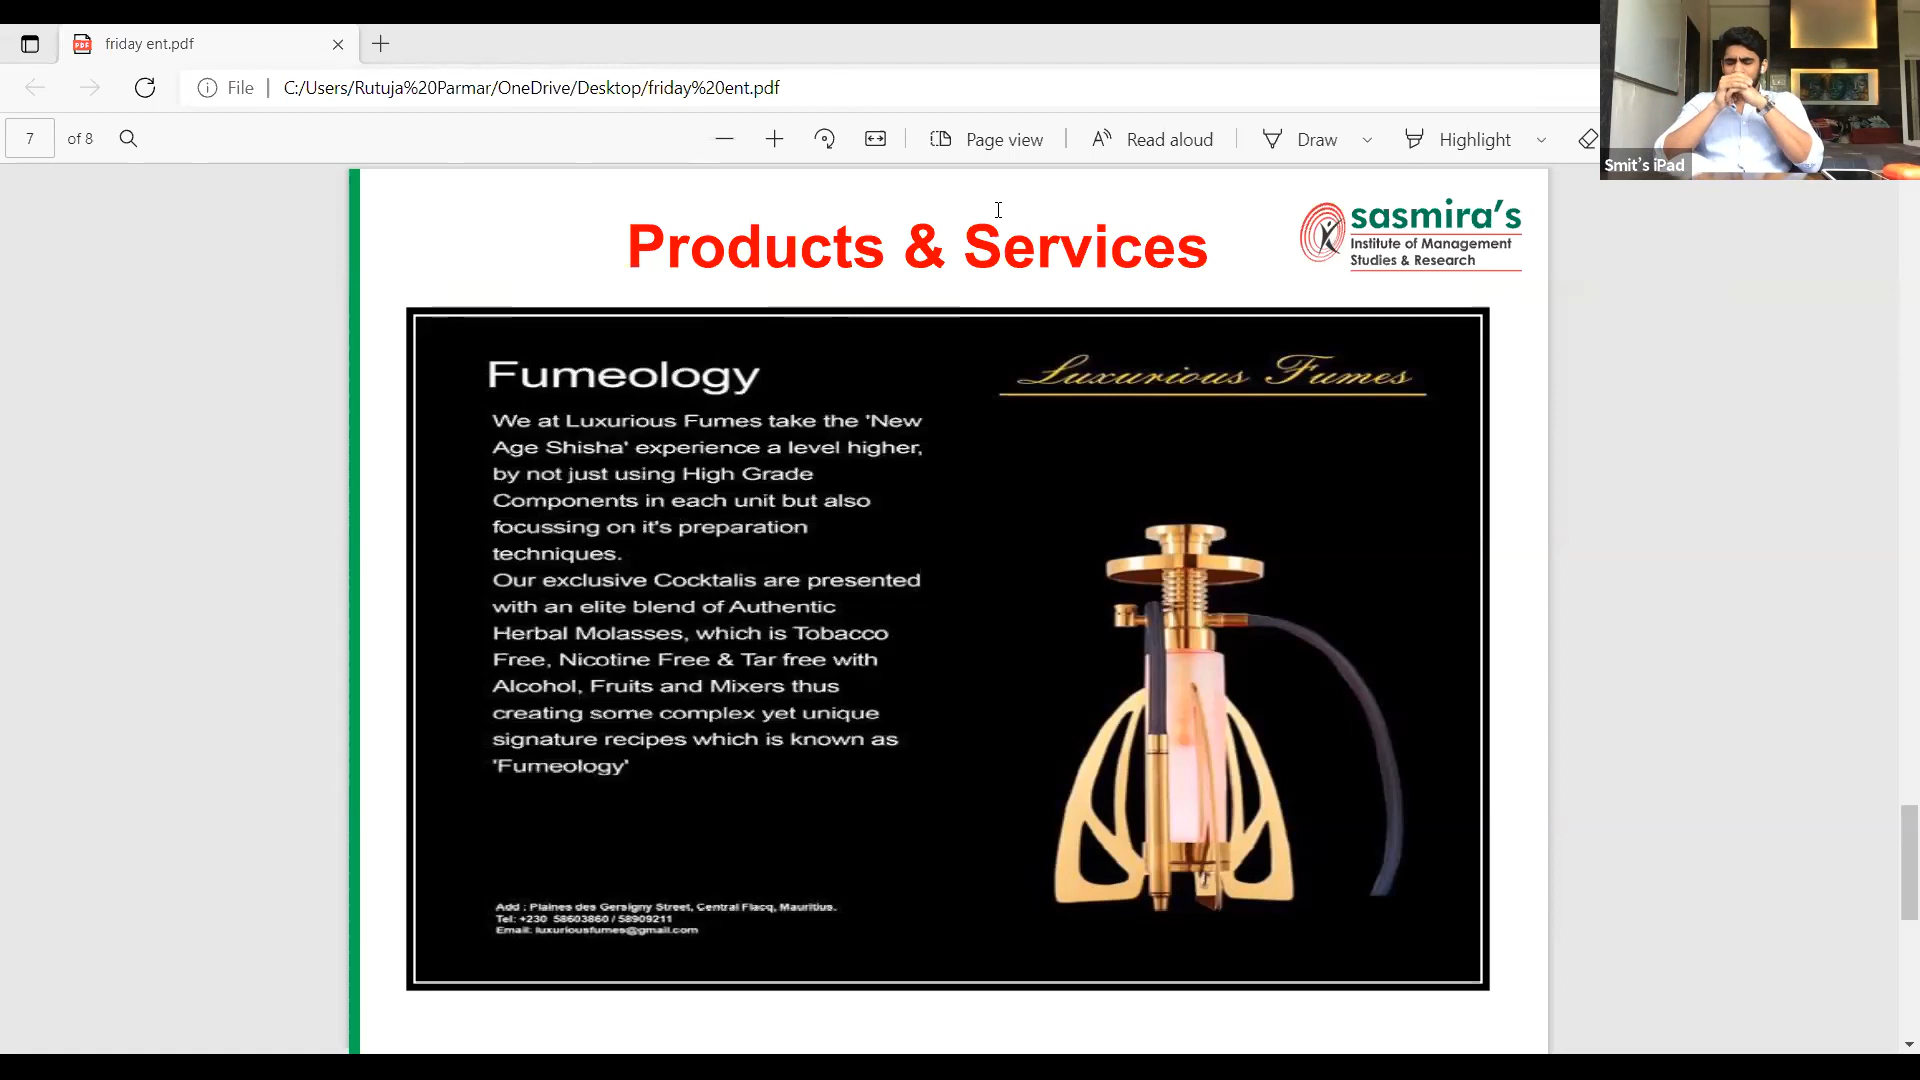 friday ent.pdf
File
C:/Users/Rutuja%20Parmar/OneDrive/Desktop/friday%20ent.pdf
7 of 8
Page view
Read aloud
Draw
Highlight
Smit's iPad
Products & Services
sasmira's
Institute of Management
Studies & Research
Fumeology
Luxurious Fumes
We at Luxurious Fumes take the 'New
Age Shisha' experience a level higher,
by not just using High Grade
Components in each unit but also
focussing on it's preparation
techniques.
Our exclusive Cocktalis are presented
with an elite blend of Authentic
Herbal Molasses, which is Tobacco
Free, Nicotine Free & Tar free with
Alcohol, Fruits and Mixers thus
creating some complex yet unique
signature recipes which is known as
'Fumeology'
Add : Plaines des Gersigny Street, Central Flacq, Mauritius.
Tel: +230 58603860 / 58909211
Email: luxuriousfumes@gmail.com